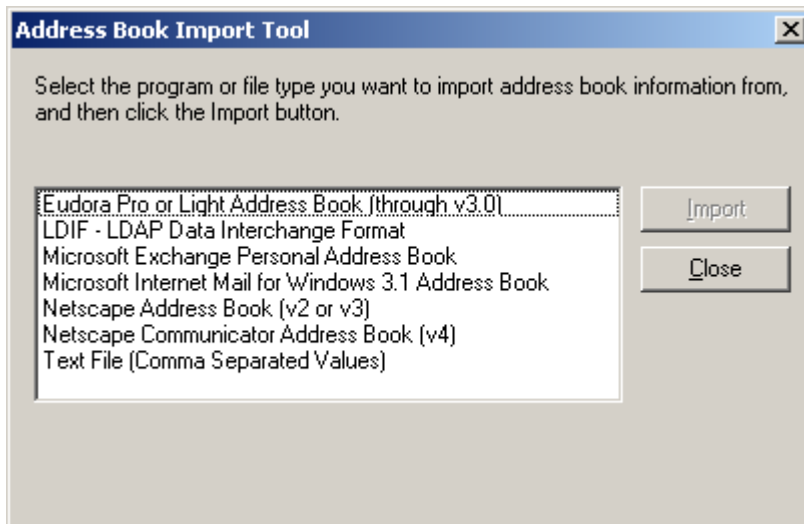 Address Book Import Tool
Select the program or file type you want to import address book information from,
and then click the Import button.
Eudora Pro or Light Address Book (through v3.0)
LDIF - LDAP Data Interchange Format
Microsoft Exchange Personal Address Book
Microsoft Internet Mail for Windows 3.1 Address Book
Netscape Address Book (v2 or v3)
Netscape Communicator Address Book (v4)
Text File (Comma Separated Values)
Import
Close